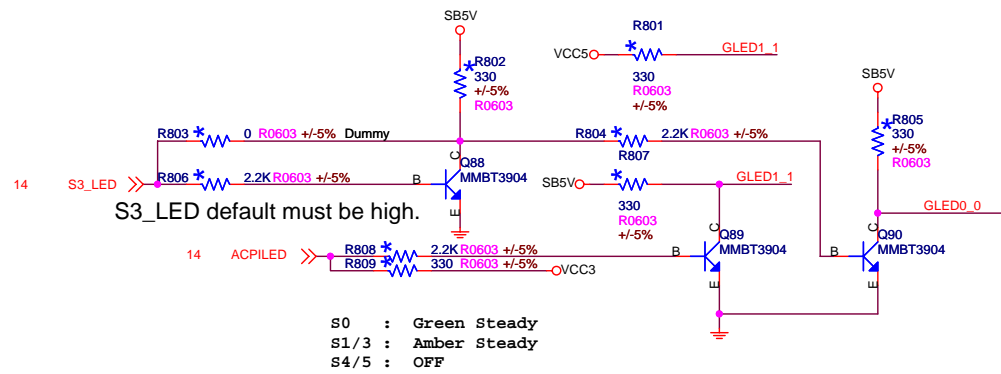 SB5V
R801
VCC5
GLED1_1
R802
330
+/-5%
R0603
330
R0603
+/-5%
SB5V
R805
330
+/-5%
R0603
R803 0 R0603 +/-5% Dummy
R804 2.2K R0603 +/-5%
C
Q88
MMBT3904
R807
14 S3_LED R806 2.2K R0603 +/-5% B
SB5V
GLED1_1
S3_LED default must be high.
E
330
R0603
+/-5%
GLED0_0
C
Q89
MMBT3904
C
Q90
MMBT3904
14 ACPILED R808 2.2K R0603 +/-5% B
B
R809 330 R0603 +/-5% VCC3
E
E
S0 : Green Steady
S1/3 : Amber Steady
S4/5 : OFF